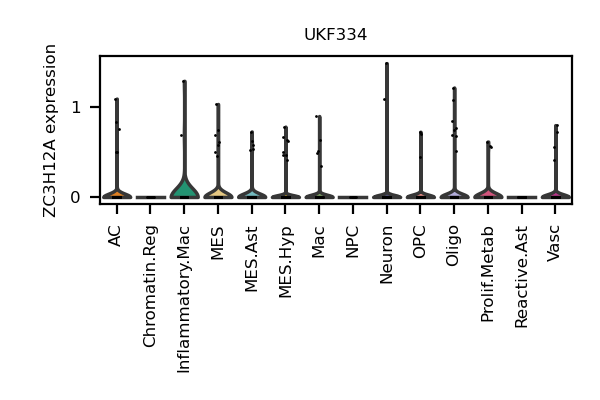 UKF334
ZC3H12A expression
1
0
AC
Chromatin.Reg
Inflammatory.Mac
MES
MES.Ast
MES.Hyp
Mac
NPC
Neuron
OPC
Oligo
Prolif.Metab
Reactive.Ast
Vasc